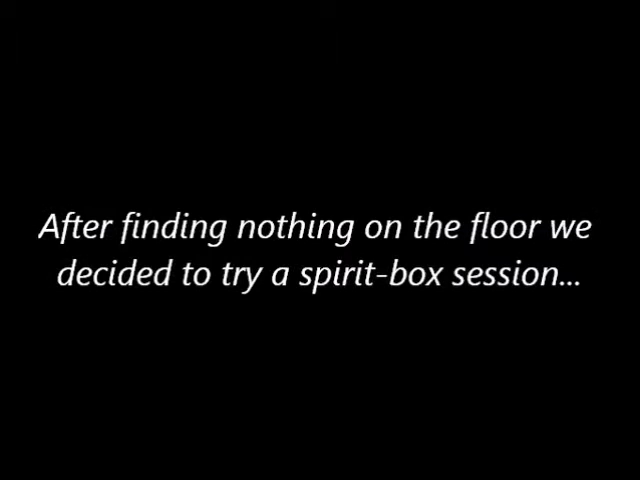 After finding nothing on the floor we
decided to try a spirit-box session...